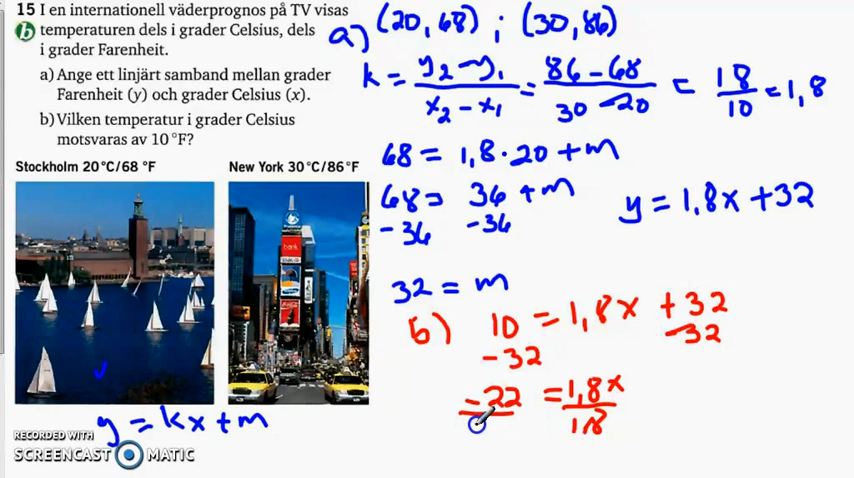 15 I en internationell väderprognos på TV visas
b temperaturen dels i grader Celsius, dels
i grader Farenheit.
a) Ange ett linjärt samband mellan grader
Farenheit (y) och grader Celsius (x).
b) Vilken temperatur i grader Celsius
motsvaras av 10 °F?
Stockholm 20 °C/68 °F
New York 30 °C/86 °F
y = kx + m
RECORDED WITH
SCREENCAST MATIC
a) (20, 68) ; (30, 86)
k = y₂ - y₁ / x₂ - x₁ = 86 - 68 / 30 - 20 = 18 / 10 = 1,8
68 = 1,8 · 20 + m
68 = 36 + m
-36 -36
y = 1,8x + 32
32 = m
b) 10 = 1,8x + 32
-32 -32
-22 = 1,8x
1,8